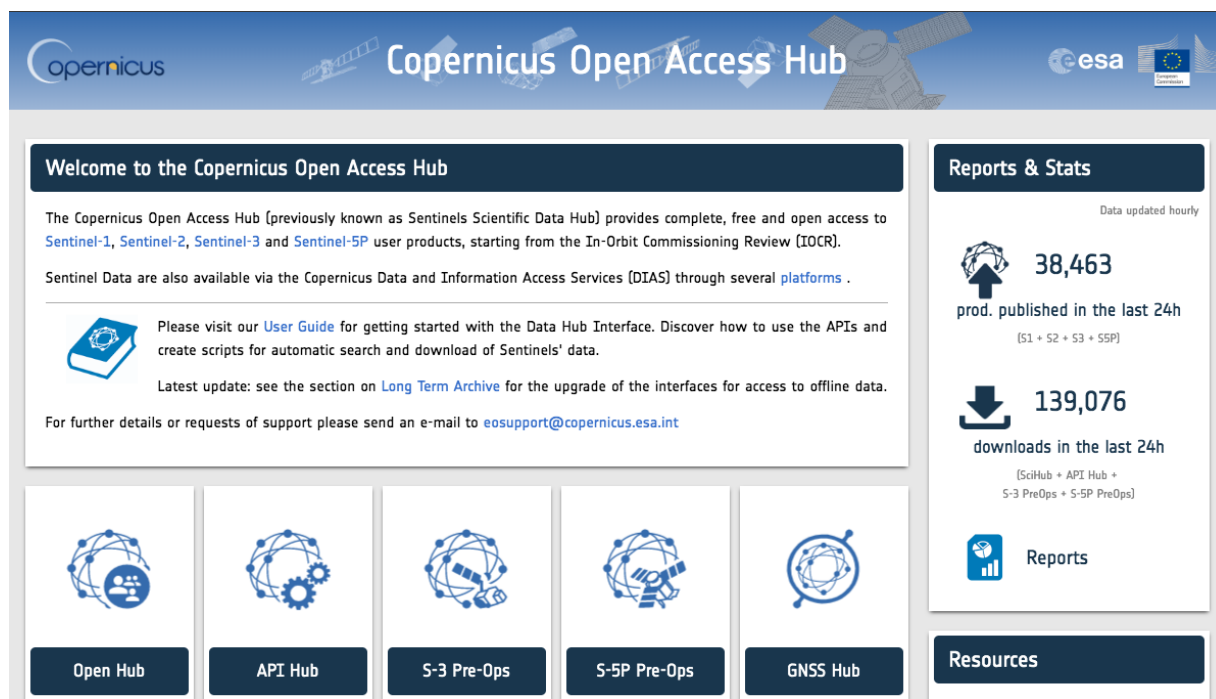 opernicus
Copernicus Open Access Hub
esa
European
Commission
Welcome to the Copernicus Open Access Hub
The Copernicus Open Access Hub (previously known as Sentinels Scientific Data Hub) provides complete, free and open access to
Sentinel-1, Sentinel-2, Sentinel-3 and Sentinel-5P user products, starting from the In-Orbit Commissioning Review (IOCR).
Sentinel Data are also available via the Copernicus Data and Information Access Services (DIAS) through several platforms .
Please visit our User Guide for getting started with the Data Hub Interface. Discover how to use the APIs and
create scripts for automatic search and download of Sentinels' data.
Latest update: see the section on Long Term Archive for the upgrade of the interfaces for access to offline data.
For further details or requests of support please send an e-mail to eosupport@copernicus.esa.int
Open Hub
API Hub
S-3 Pre-Ops
S-5P Pre-Ops
GNSS Hub
Reports & Stats
Data updated hourly
38,463
prod. published in the last 24h
(S1 + S2 + S3 + S5P)
139,076
downloads in the last 24h
(SciHub + API Hub +
S-3 PreOps + S-5P PreOps)
Reports
Resources